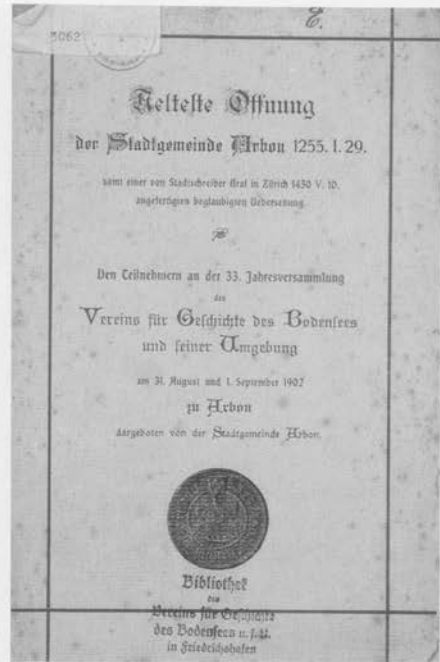 E.
5062
Aelteste Offnung
der Stadtgemeinde Arbon 1255. I. 29.
samt einer von Stadtschreiber Graf in Zürich 1430 V. 10.
angefertigten beglaubigten Uebersetzung.
Den Teilnehmern an der 33. Jahresversammlung
des
Vereins für Geschichte des Bodensees
und seiner Umgebung
am 31. August und 1. September 1902
zu Arbon
dargeboten von der Stadtgemeinde Arbon.
Bibliothek
des
Vereins für Geschichte
des Bodensees u. s. U.
in Friedrichshafen